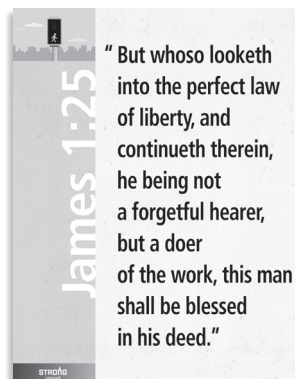 James 1:25
“ But whoso looketh
into the perfect law
of liberty, and
continueth therein,
he being not
a forgetful hearer,
but a doer
of the work, this man
shall be blessed
in his deed.”
STRONG